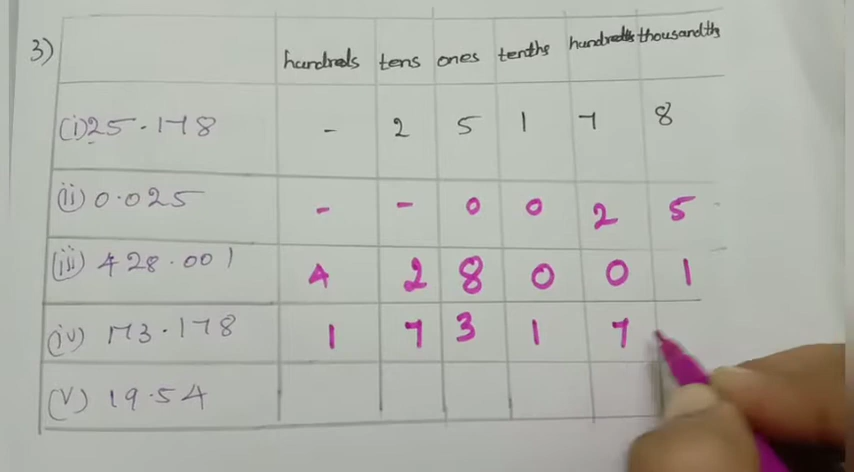 3)
hundreds tens ones tenths hundredths thousandths
(i) 25.178 - 2 5 1 7 8
(ii) 0.025 - - 0 0 2 5
(iii) 428.001 4 2 8 0 0 1
(iv) 173.178 1 7 3 1 7
(v) 19.54